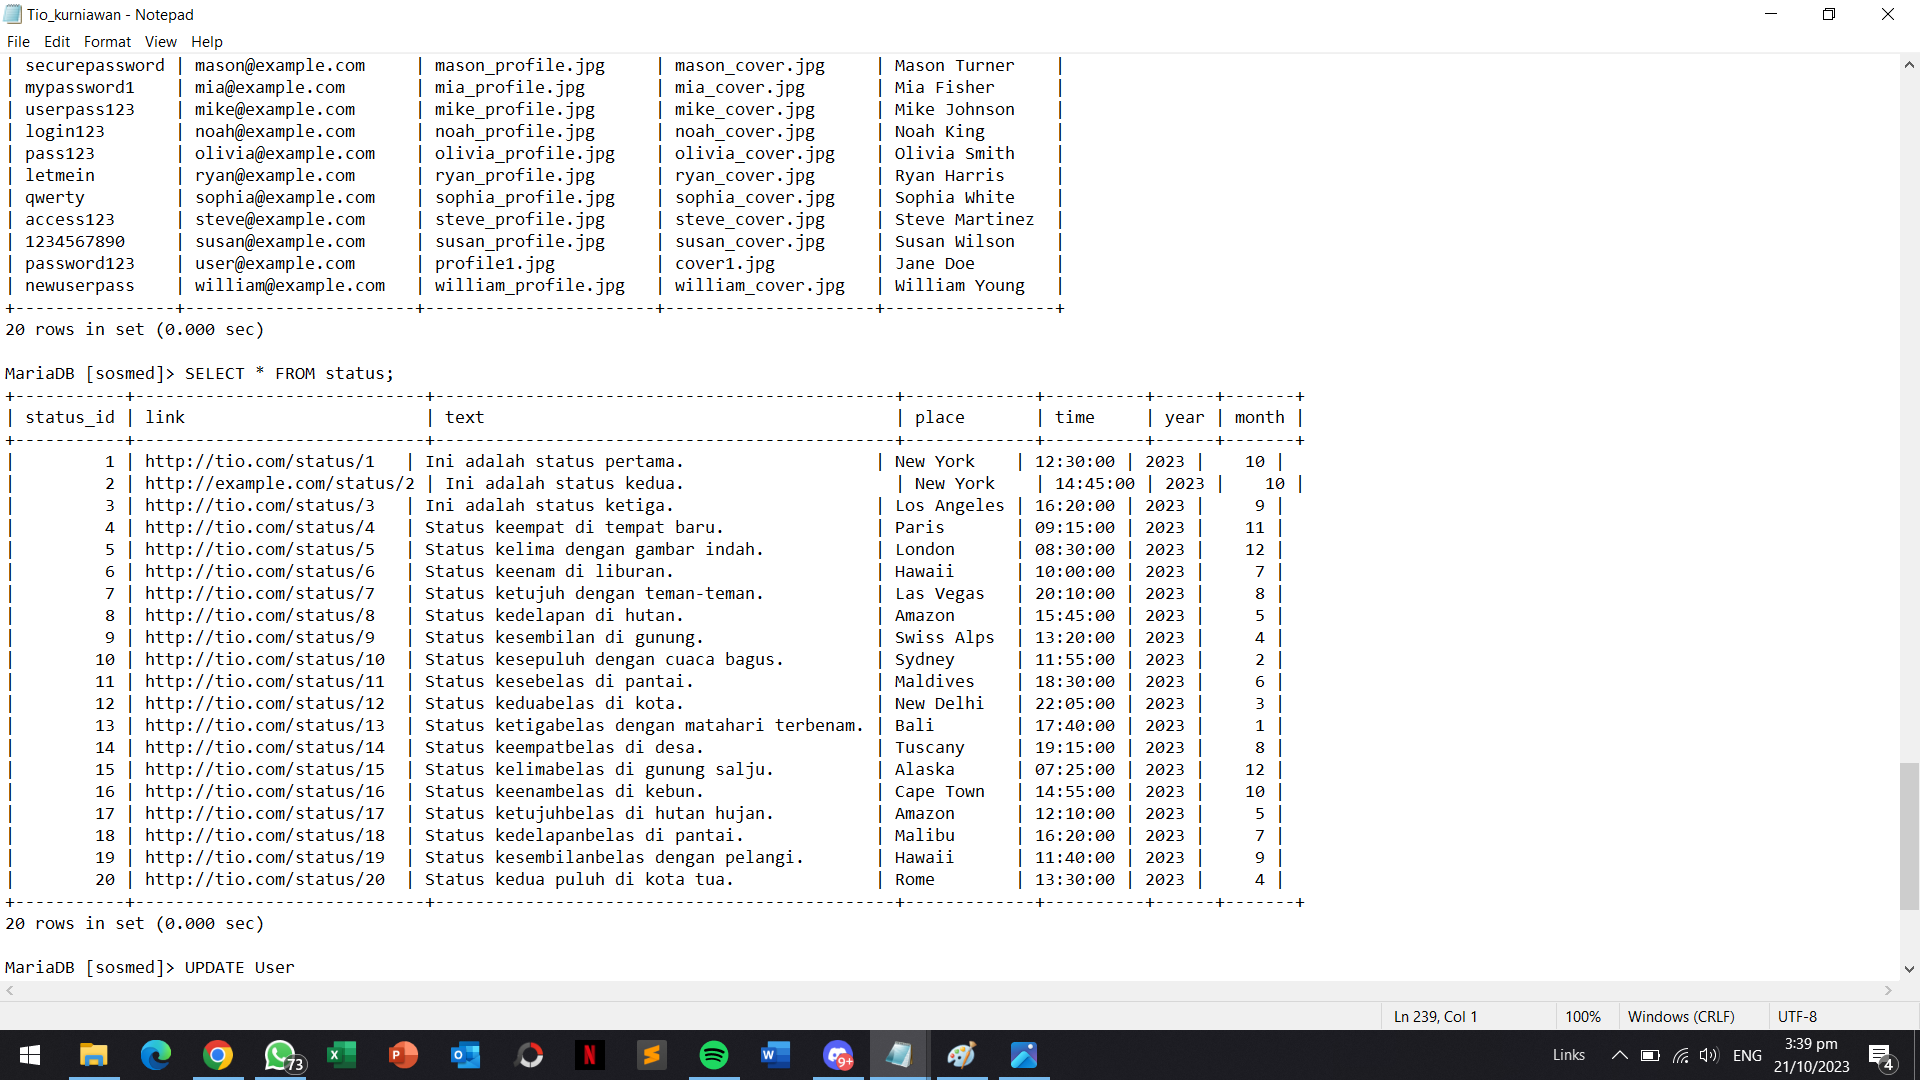 Tio_kurniawan - Notepad
File Edit Format View Help
| securepassword | mason@example.com | mason_profile.jpg | mason_cover.jpg | Mason Turner |
| mypassword1 | mia@example.com | mia_profile.jpg | mia_cover.jpg | Mia Fisher |
| userpass123 | mike@example.com | mike_profile.jpg | mike_cover.jpg | Mike Johnson |
| login123 | noah@example.com | noah_profile.jpg | noah_cover.jpg | Noah King |
| pass123 | olivia@example.com | olivia_profile.jpg | olivia_cover.jpg | Olivia Smith |
| letmein | ryan@example.com | ryan_profile.jpg | ryan_cover.jpg | Ryan Harris |
| qwerty | sophia@example.com | sophia_profile.jpg | sophia_cover.jpg | Sophia White |
| access123 | steve@example.com | steve_profile.jpg | steve_cover.jpg | Steve Martinez |
| 1234567890 | susan@example.com | susan_profile.jpg | susan_cover.jpg | Susan Wilson |
| password123 | user@example.com | profile1.jpg | cover1.jpg | Jane Doe |
| newuserpass | william@example.com | william_profile.jpg | william_cover.jpg | William Young |
+----------------+-----------------------+-----------------------+---------------------+-----------------+
20 rows in set (0.000 sec)
MariaDB [sosmed]> SELECT * FROM status;
+-----------+-----------------------------+----------------------------------------------+-------------+----------+------+-------+
| status_id | link | text | place | time | year | month |
+-----------+-----------------------------+----------------------------------------------+-------------+----------+------+-------+
| 1 | http://tio.com/status/1 | Ini adalah status pertama. | New York | 12:30:00 | 2023 | 10 |
| 2 | http://example.com/status/2 | Ini adalah status kedua. | New York | 14:45:00 | 2023 | 10 |
| 3 | http://tio.com/status/3 | Ini adalah status ketiga. | Los Angeles | 16:20:00 | 2023 | 9 |
| 4 | http://tio.com/status/4 | Status keempat di tempat baru. | Paris | 09:15:00 | 2023 | 11 |
| 5 | http://tio.com/status/5 | Status kelima dengan gambar indah. | London | 08:30:00 | 2023 | 12 |
| 6 | http://tio.com/status/6 | Status keenam di liburan. | Hawaii | 10:00:00 | 2023 | 7 |
| 7 | http://tio.com/status/7 | Status ketujuh dengan teman-teman. | Las Vegas | 20:10:00 | 2023 | 8 |
| 8 | http://tio.com/status/8 | Status kedelapan di hutan. | Amazon | 15:45:00 | 2023 | 5 |
| 9 | http://tio.com/status/9 | Status kesembilan di gunung. | Swiss Alps | 13:20:00 | 2023 | 4 |
| 10 | http://tio.com/status/10 | Status kesepuluh dengan cuaca bagus. | Sydney | 11:55:00 | 2023 | 2 |
| 11 | http://tio.com/status/11 | Status kesebelas di pantai. | Maldives | 18:30:00 | 2023 | 6 |
| 12 | http://tio.com/status/12 | Status keduabelas di kota. | New Delhi | 22:05:00 | 2023 | 3 |
| 13 | http://tio.com/status/13 | Status ketigabelas dengan matahari terbenam. | Bali | 17:40:00 | 2023 | 1 |
| 14 | http://tio.com/status/14 | Status keempatbelas di desa. | Tuscany | 19:15:00 | 2023 | 8 |
| 15 | http://tio.com/status/15 | Status kelimabelas di gunung salju. | Alaska | 07:25:00 | 2023 | 12 |
| 16 | http://tio.com/status/16 | Status keenambelas di kebun. | Cape Town | 14:55:00 | 2023 | 10 |
| 17 | http://tio.com/status/17 | Status ketujuhbelas di hutan hujan. | Amazon | 12:10:00 | 2023 | 5 |
| 18 | http://tio.com/status/18 | Status kedelapanbelas di pantai. | Malibu | 16:20:00 | 2023 | 7 |
| 19 | http://tio.com/status/19 | Status kesembilanbelas dengan pelangi. | Hawaii | 11:40:00 | 2023 | 9 |
| 20 | http://tio.com/status/20 | Status kedua puluh di kota tua. | Rome | 13:30:00 | 2023 | 4 |
+-----------+-----------------------------+----------------------------------------------+-------------+----------+------+-------+
20 rows in set (0.000 sec)
MariaDB [sosmed]> UPDATE User
Ln 239, Col 1 100% Windows (CRLF) UTF-8
73 9+ Links ENG 3:39 pm 4
21/10/2023